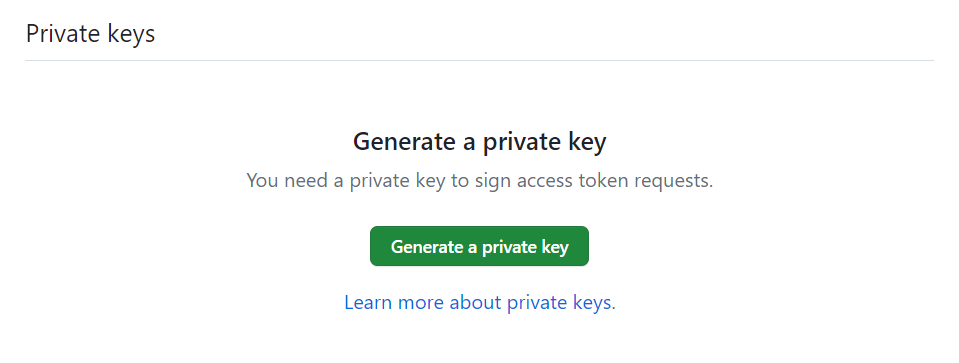 Private keys
Generate a private key
You need a private key to sign access token requests.
Generate a private key
Learn more about private keys.